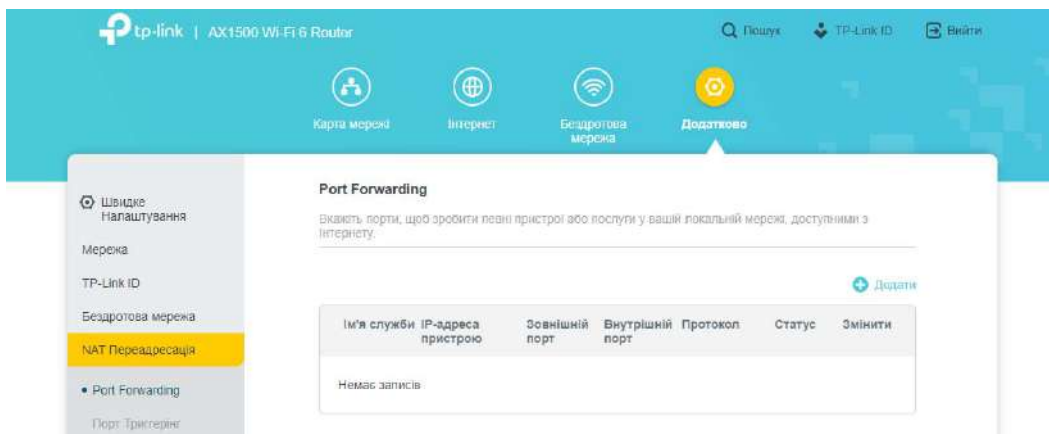 tp-link | AX1500 Wi-Fi 6 Router
Пошук TP-Link ID Вийти
Карта мережі Інтернет Бездротова мережа Додатково
Швидке Налаштування
Мережа
TP-Link ID
Бездротова мережа
NAT Переадресація
Port Forwarding
Порт Триггерінг
Port Forwarding
Вкажіть порти, щоб зробити певні пристрої або послуги у вашій локальній мережі, доступними з
Інтернету.
Додати
Ім'я служби IP-адреса пристрою Зовнішній порт Внутрішній порт Протокол Статус Змінити
Немає записів